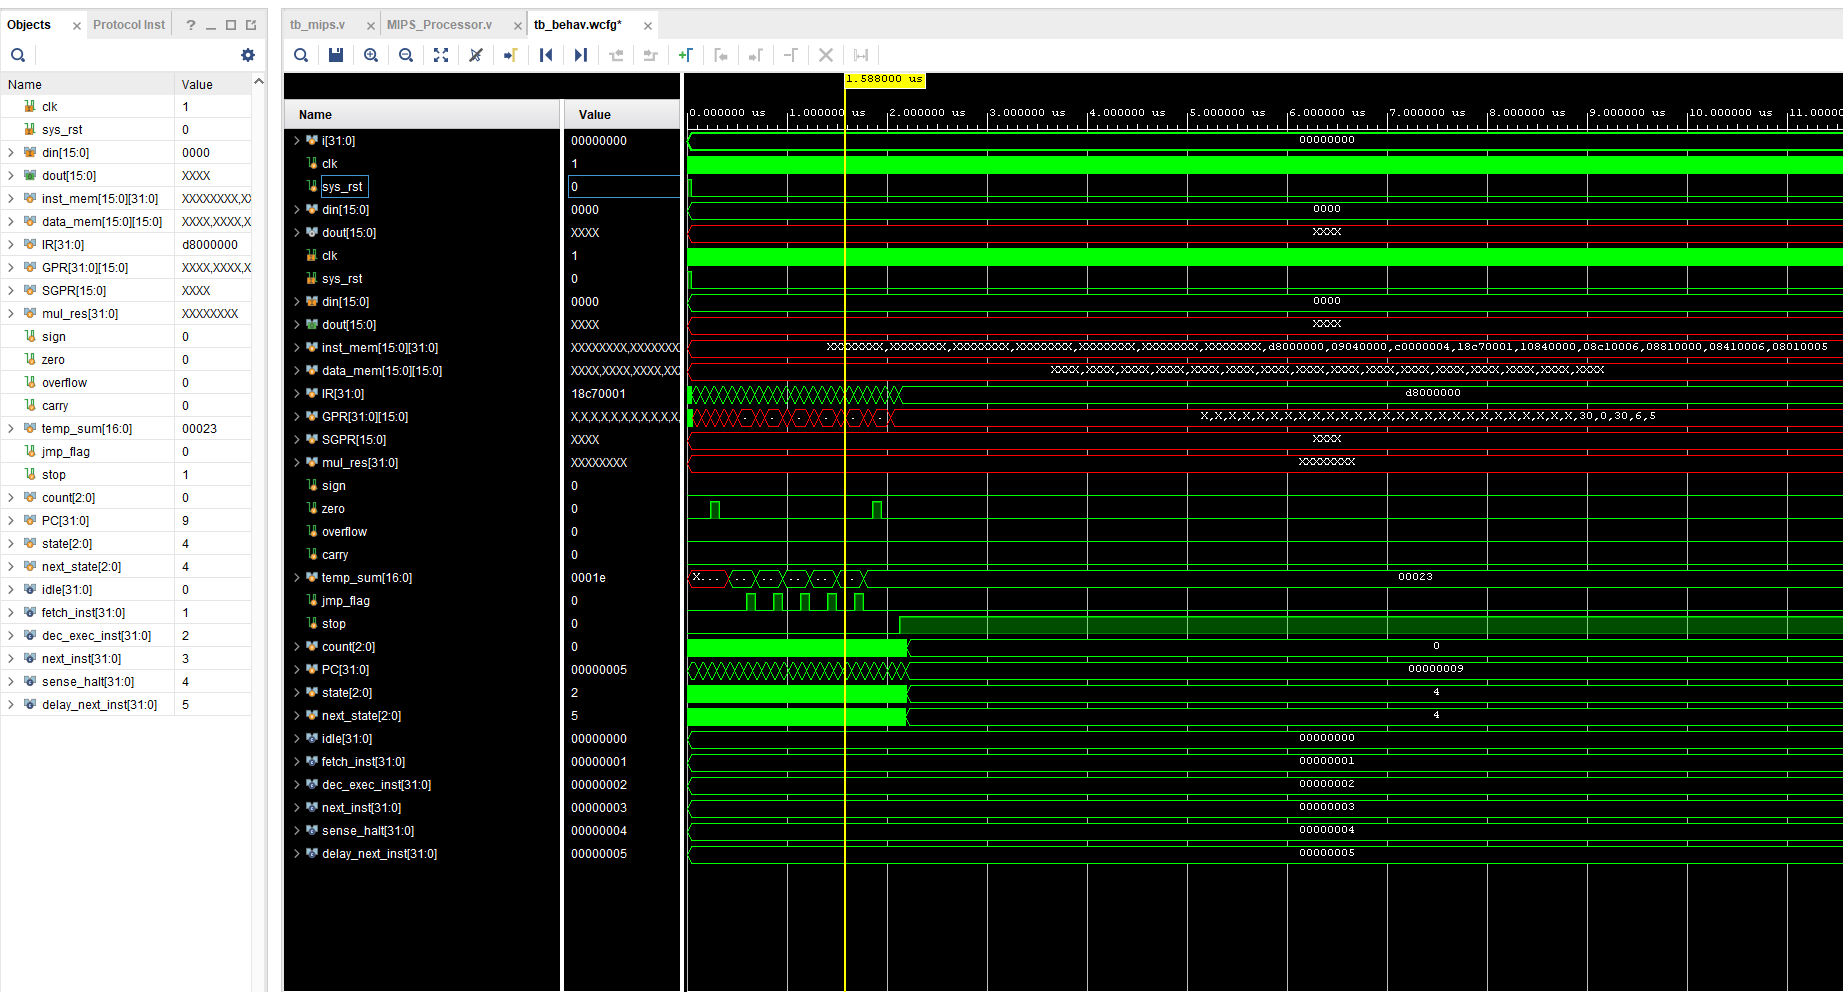 Objects Protocol Inst ?
Name Value
clk 1
sys_rst 0
din[15:0] 0000
dout[15:0] XXXX
inst_mem[15:0][31:0] XXXXXXXX,XX
data_mem[15:0][15:0] XXXX,XXXX,X
IR[31:0] d8000000
GPR[31:0][15:0] XXXX,XXXX,X
SGPR[15:0] XXXX
mul_res[31:0] XXXXXXXX
sign 0
zero 0
overflow 0
carry 0
temp_sum[16:0] 00023
jmp_flag 0
stop 1
count[2:0] 0
PC[31:0] 9
state[2:0] 4
next_state[2:0] 4
idle[31:0] 0
fetch_inst[31:0] 1
dec_exec_inst[31:0] 2
next_inst[31:0] 3
sense_halt[31:0] 4
delay_next_inst[31:0] 5
tb_mips.v MIPS_Processor.v tb_behav.wcfg*
1.588000 us
0.000000 us 1.000000 us 2.000000 us 3.000000 us 4.000000 us 5.000000 us 6.000000 us 7.000000 us 8.000000 us 9.000000 us 10.000000 us 11.00000
Name Value
i[31:0] 00000000 00000000
clk 1
sys_rst 0
din[15:0] 0000 0000
dout[15:0] XXXX XXXX
clk 1
sys_rst 0
din[15:0] 0000 0000
dout[15:0] XXXX XXXX
inst_mem[15:0][31:0] XXXXXXXX,XXXXXXX XXXXXXXX,XXXXXXXX,XXXXXXXX,XXXXXXXX,XXXXXXXX,XXXXXXXX,XXXXXXXX,d8000000,09040000,c0000004,18c70001,10840000,08c10006,08810000,08410006,08010005
data_mem[15:0][15:0] XXXX,XXXX,XXXX,XX XXXX,XXXX,XXXX,XXXX,XXXX,XXXX,XXXX,XXXX,XXXX,XXXX,XXXX,XXXX,XXXX,XXXX,XXXX,XXXX
IR[31:0] 18c70001 d8000000
GPR[31:0][15:0] X,X,X,X,X,X,X,X,X,X, X,X,X,X,X,X,X,X,X,X,X,X,X,X,X,X,X,X,X,X,X,X,X,X,X,X,X,30,0,30,6,5
SGPR[15:0] XXXX XXXX
mul_res[31:0] XXXXXXXX XXXXXXXX
sign 0
zero 0
overflow 0
carry 0
temp_sum[16:0] 0001e X... 00023
jmp_flag 0
stop 0
count[2:0] 0 0
PC[31:0] 00000005 00000009
state[2:0] 2 4
next_state[2:0] 5 4
idle[31:0] 00000000 00000000
fetch_inst[31:0] 00000001 00000001
dec_exec_inst[31:0] 00000002 00000002
next_inst[31:0] 00000003 00000003
sense_halt[31:0] 00000004 00000004
delay_next_inst[31:0] 00000005 00000005